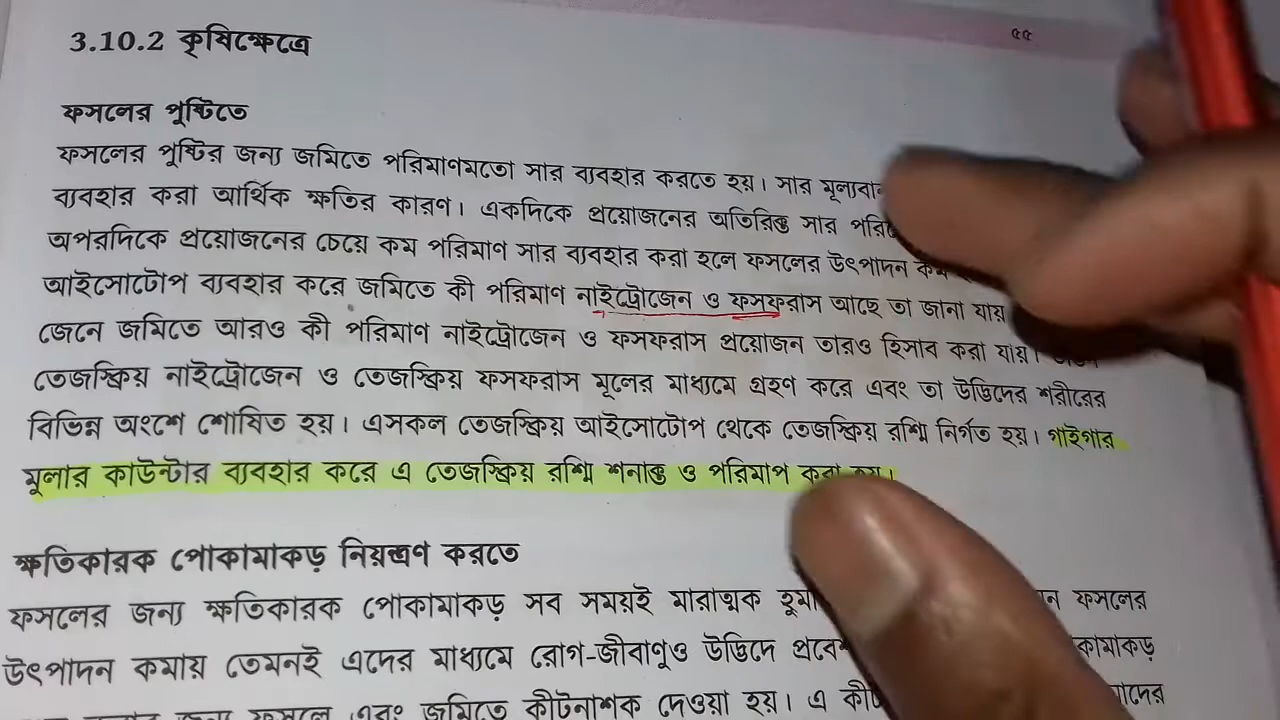 ৫৫
3.10.2 কৃষিক্ষেত্রে
ফসলের পুষ্টিতে
ফসলের পুষ্টির জন্য জমিতে পরিমাণমতো সার ব্যবহার করতে হয়। সার
ব্যবহার করা আর্থিক ক্ষতির কারণ। একদিকে প্রয়োজনের অতিরিক্ত সার
অপরদিকে প্রয়োজনের চেয়ে কম পরিমাণ সার ব্যবহার করা হলে ফসলের উৎপাদন
আইসোটোপ ব্যবহার করে জমিতে কী পরিমাণ নাইট্রোজেন ও ফসফরাস আছে তা জানা যায়
জেনে জমিতে আরও কী পরিমাণ নাইট্রোজেন ও ফসফরাস প্রয়োজন তারও হিসাব করা যায়।
তেজস্ক্রিয় নাইট্রোজেন ও তেজস্ক্রিয় ফসফরাস মূলের মাধ্যমে গ্রহণ করে এবং তা উদ্ভিদের শরীরের
বিভিন্ন অংশে শোষিত হয়। এসকল তেজস্ক্রিয় আইসোটোপ থেকে তেজস্ক্রিয় রশ্মি নির্গত হয়। গাইগার
মুলার কাউন্টার ব্যবহার করে এ তেজস্ক্রিয় রশ্মি শনাক্ত ও পরিমাপ করা হয়।
ক্ষতিকারক পোকামাকড় নিয়ন্ত্রণ করতে
ফসলের জন্য ক্ষতিকারক পোকামাকড় সব সময়ই মারাত্মক ফসলের
উৎপাদন কমায় তেমনই এদের মাধ্যমে রোগ-জীবাণুও উদ্ভিদে
জন্য ফসলে এবং জমিতে কীটনাশক দেওয়া হয়। এ